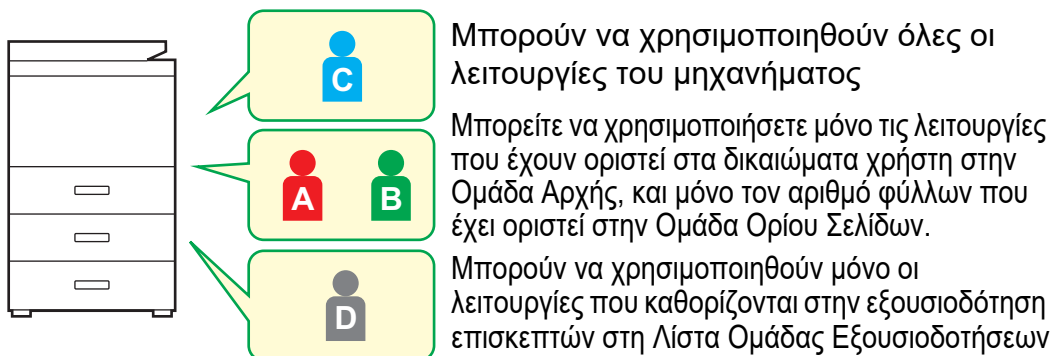 C
Μπορούν να χρησιμοποιηθούν όλες οι
λειτουργίες του μηχανήματος
A B
Μπορείτε να χρησιμοποιήσετε μόνο τις λειτουργίες
που έχουν οριστεί στα δικαιώματα χρήστη στην
Ομάδα Αρχής, και μόνο τον αριθμό φύλλων που
έχει οριστεί στην Ομάδα Ορίου Σελίδων.
D
Μπορούν να χρησιμοποιηθούν μόνο οι
λειτουργίες που καθορίζονται στην εξουσιοδότηση
επισκεπτών στη Λίστα Ομάδας Εξουσιοδοτήσεων